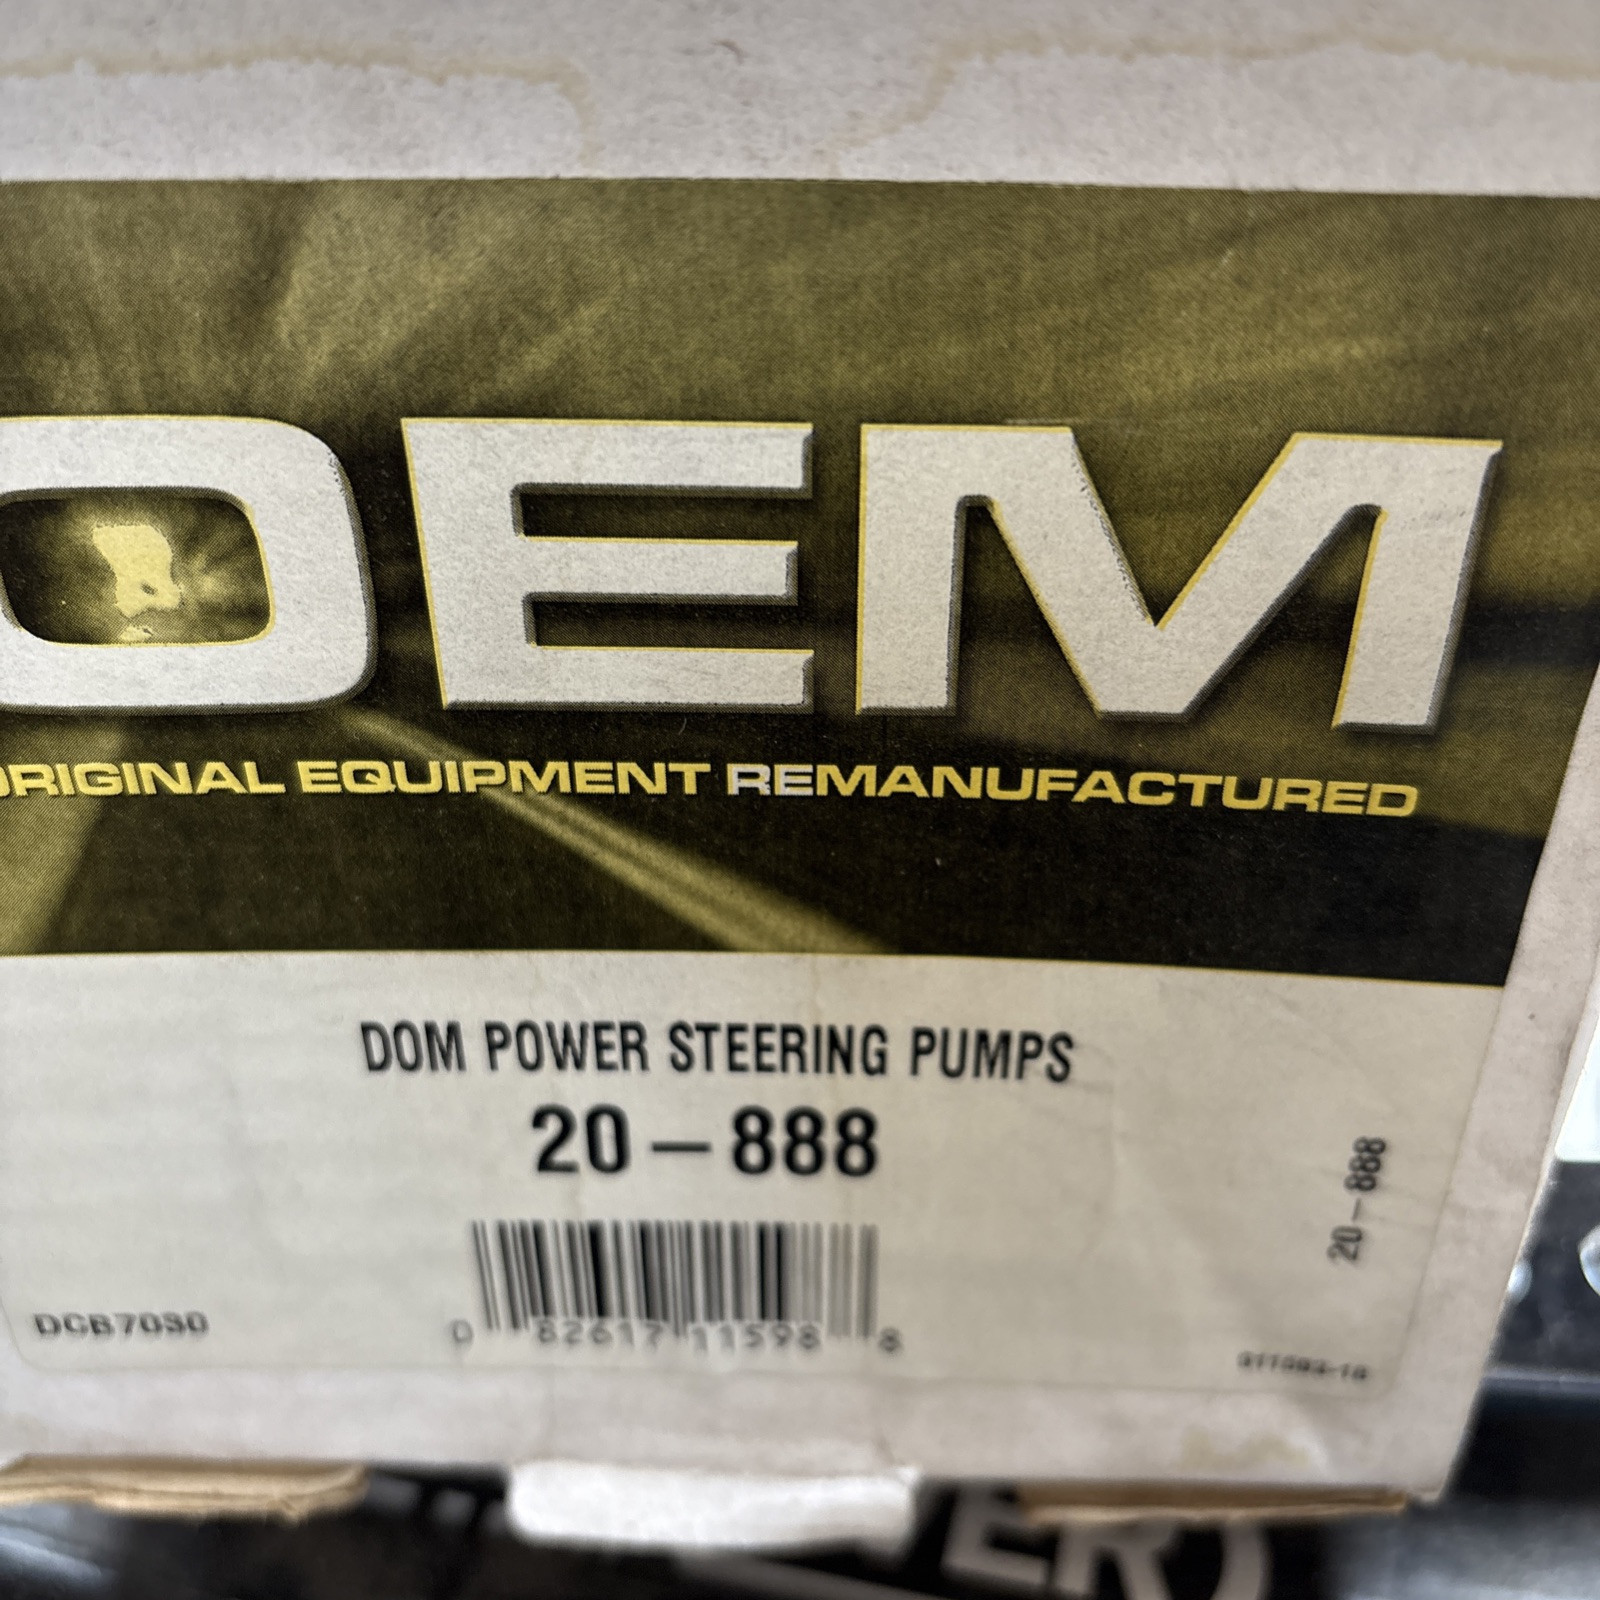 OEM
ORIGINAL EQUIPMENT REMANUFACTURED
DOM POWER STEERING PUMPS
20-888
20-888
DCB7030
0 82617 11598 8